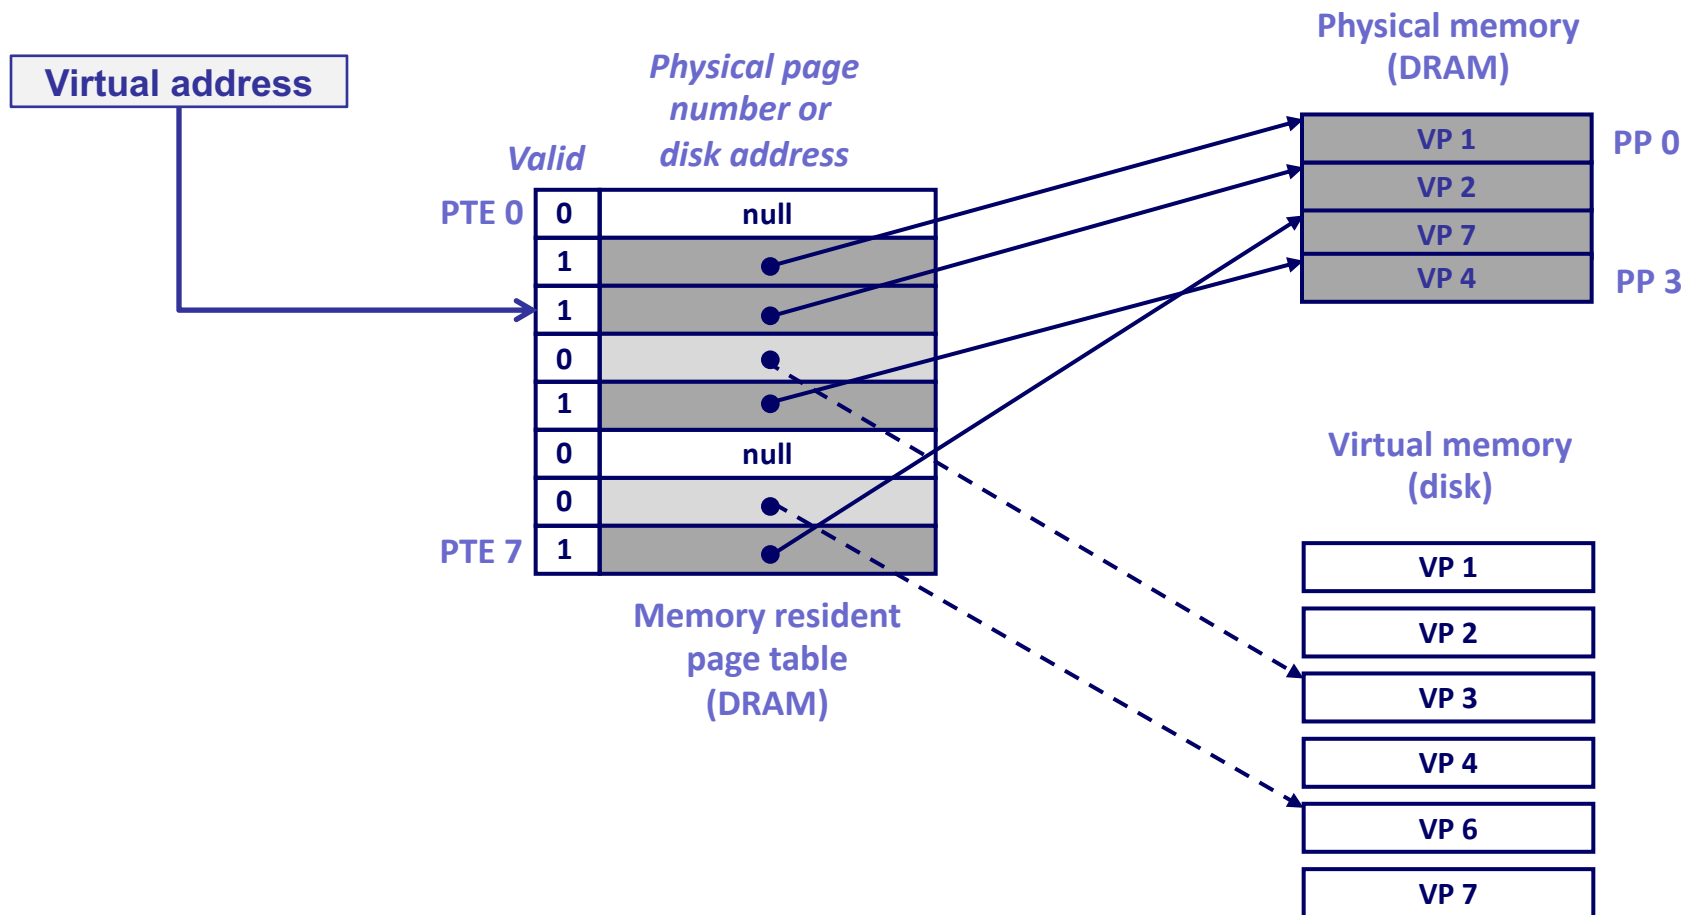 Virtual address
Physical page
number or
disk address
Valid
PTE 0
0
null
1
1
0
1
0
null
0
PTE 7
1
Memory resident
page table
(DRAM)
Physical memory
(DRAM)
VP 1
PP 0
VP 2
VP 7
VP 4
PP 3
Virtual memory
(disk)
VP 1
VP 2
VP 3
VP 4
VP 6
VP 7